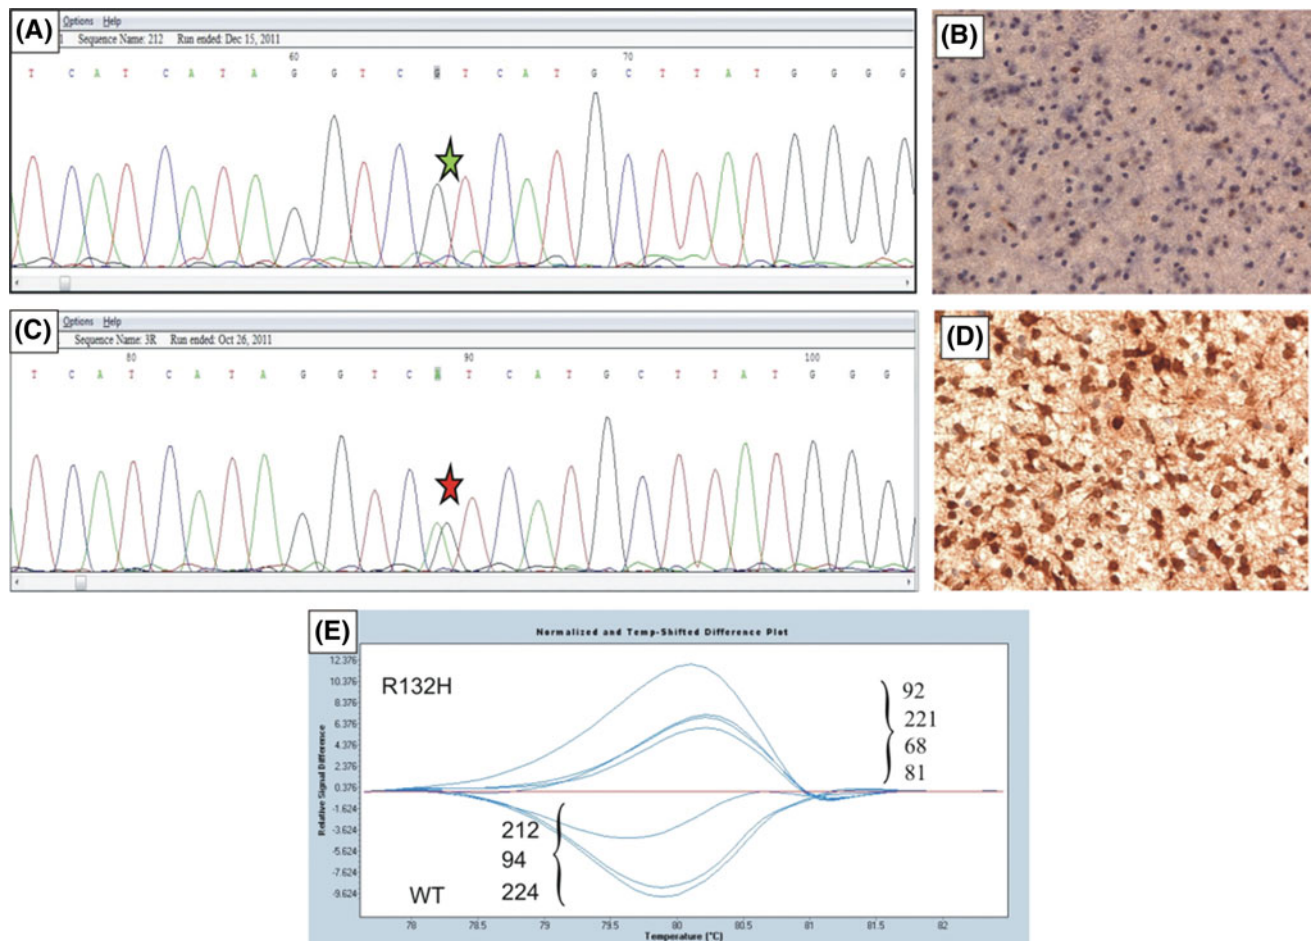 (A)
Options Help
1 Sequence Name: 212 Run ended: Dec 15, 2011
60 70
T C A T C A T A G G T C G T C A T G C T T A T G G G G
(B)
(C)
Options Help
Sequence Name: 3R Run ended: Oct 26, 2011
80 90 100
T C A T C A T A G G T C A T C A T G C T T A T G G G
(D)
(E)
Normalized and Temp-Shifted Difference Plot
Relative Signal Difference
12.376
10.376
8.376
6.376
4.376
2.376
0.376
-1.624
-3.624
-5.624
-7.624
-9.624
R132H
92
221
68
81
212
94
224
WT
78 78.5 79 79.5 80 80.5 81 81.5 82
Temperature [°C]